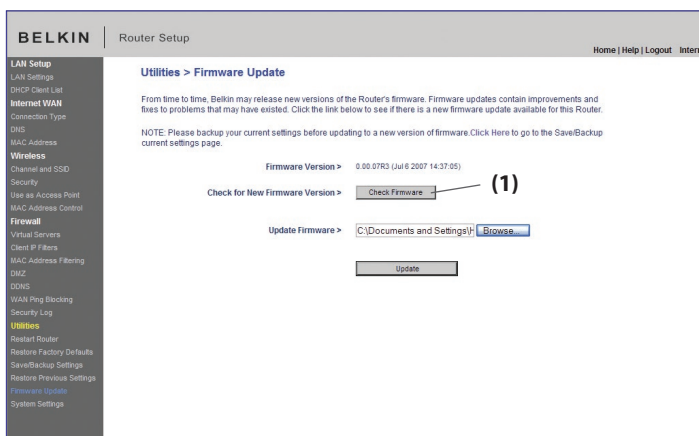 BELKIN
Router Setup
Home | Help | Logout
LAN Setup
LAN Settings
DHCP Client List
Internet WAN
Connection Type
DNS
MAC Address
Wireless
Channel and SSID
Security
Use as Access Point
MAC Address Control
Firewall
Virtual Servers
Client IP Filters
MAC Address Filtering
DMZ
DDNS
WAN Ping Blocking
Security Log
Utilities
Restart Router
Restore Factory Defaults
Save/Backup Settings
Restore Previous Settings
Firmware Update
System Settings
Utilities > Firmware Update
From time to time, Belkin may release new versions of the Router's firmware. Firmware updates contain improvements and
fixes to problems that may have existed. Click the link below to see if there is a new firmware update available for this Router.
NOTE: Please backup your current settings before updating to a new version of firmware.Click Here to go to the Save/Backup
current settings page.
Firmware Version > 0.00.07R3 (Jul 6 2007 14:37:05)
Check for New Firmware Version > Check Firmware (1)
Update Firmware > C:\Documents and Settings\H Browse...
Update